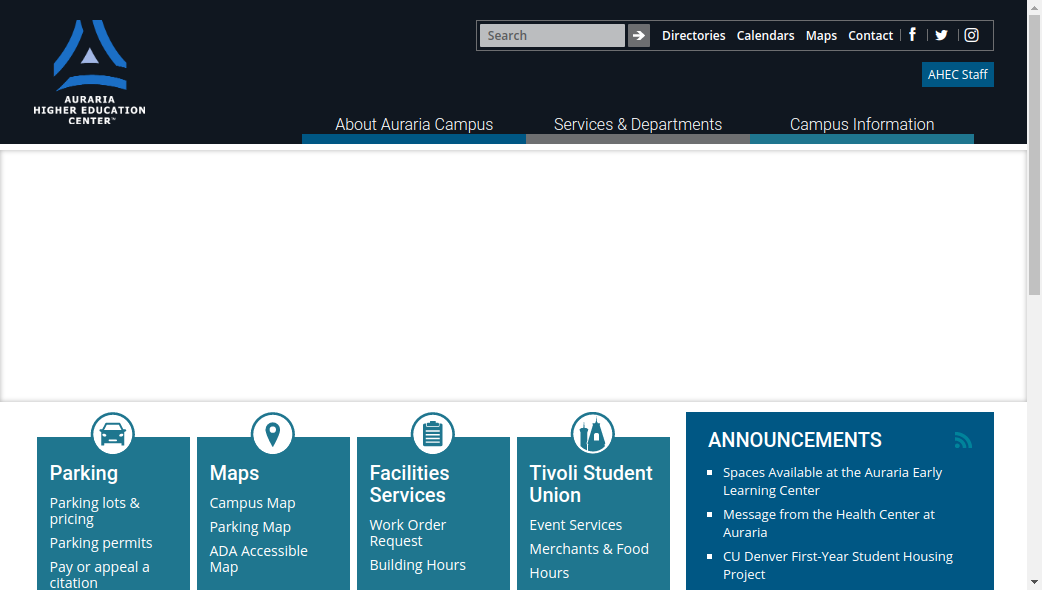 AURARIA
HIGHER EDUCATION
CENTER™
Search
Directories
Calendars
Maps
Contact
AHEC Staff
About Auraria Campus
Services & Departments
Campus Information
Parking
Parking lots &
pricing
Parking permits
Pay or appeal a
citation
Maps
Campus Map
Parking Map
ADA Accessible
Map
Facilities
Services
Work Order
Request
Building Hours
Tivoli Student
Union
Event Services
Merchants & Food
Hours
ANNOUNCEMENTS
Spaces Available at the Auraria Early
Learning Center
Message from the Health Center at
Auraria
CU Denver First-Year Student Housing
Project